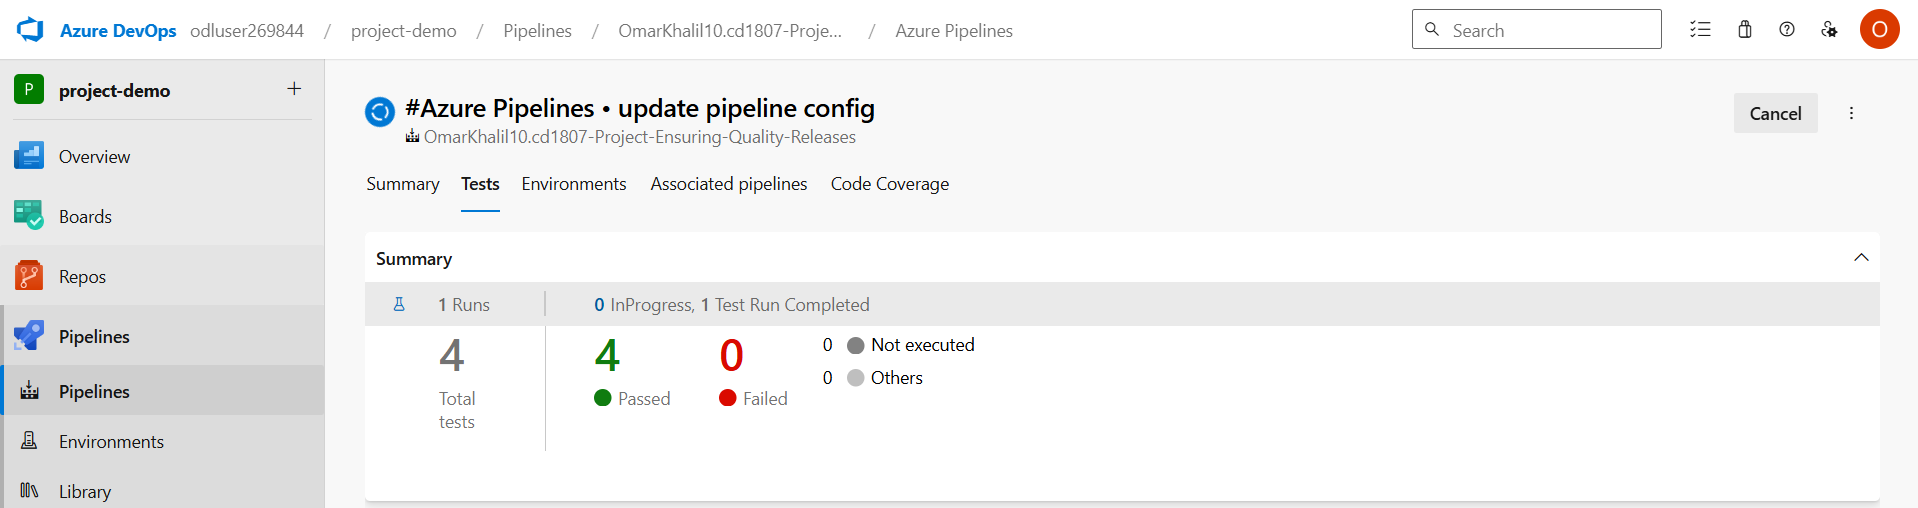 Azure DevOps odluser269844 / project-demo / Pipelines / OmarKhalil10.cd1807-Proje... / Azure Pipelines
Search
O
P project-demo +
Overview
Boards
Repos
Pipelines
Pipelines
Environments
Library
#Azure Pipelines • update pipeline config
OmarKhalil10.cd1807-Project-Ensuring-Quality-Releases
Cancel
Summary Tests Environments Associated pipelines Code Coverage
Summary
1 Runs 0 InProgress, 1 Test Run Completed
4
Total
tests
4
Passed
0
Failed
0 Not executed
0 Others